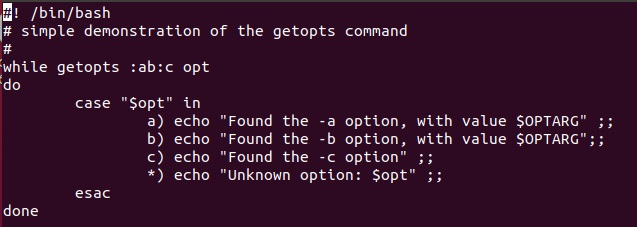 #! /bin/bash
# simple demonstration of the getopts command
#
while getopts :ab:c opt
do
        case "$opt" in
                a) echo "Found the -a option, with value $OPTARG" ;;
                b) echo "Found the -b option, with value $OPTARG";;
                c) echo "Found the -c option" ;;
                *) echo "Unknown option: $opt" ;;
        esac
done